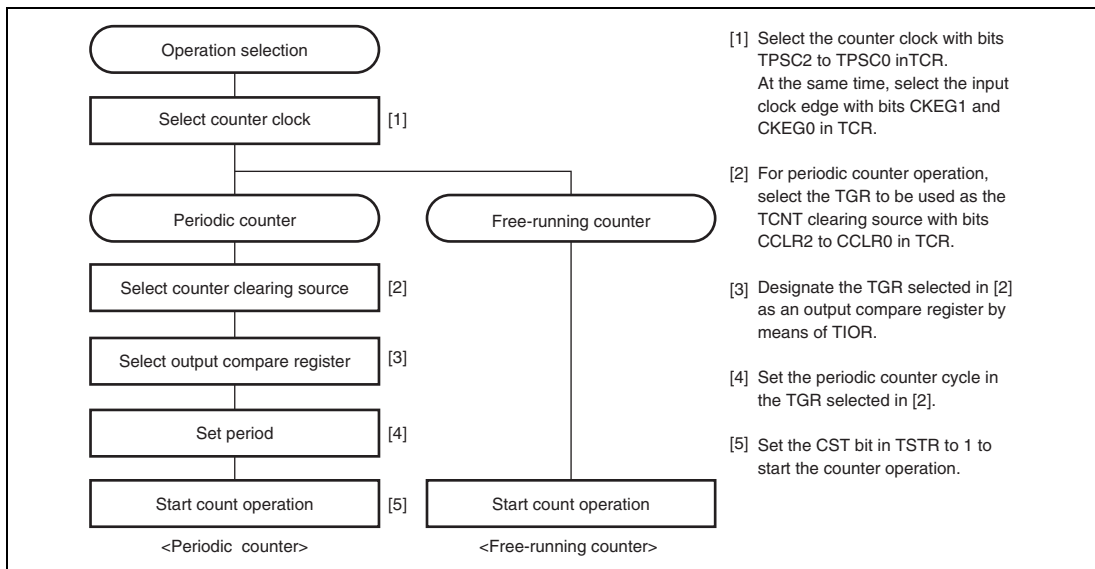 Operation selection
Select counter clock
[1]
Periodic counter
Free-running counter
Select counter clearing source
[2]
Select output compare register
[3]
Set period
[4]
Start count operation
[5]
Start count operation
<Periodic counter>
<Free-running counter>
[1] Select the counter clock with bits
TPSC2 to TPSC0 inTCR.
At the same time, select the input
clock edge with bits CKEG1 and
CKEG0 in TCR.
[2] For periodic counter operation,
select the TGR to be used as the
TCNT clearing source with bits
CCLR2 to CCLR0 in TCR.
[3] Designate the TGR selected in [2]
as an output compare register by
means of TIOR.
[4] Set the periodic counter cycle in
the TGR selected in [2].
[5] Set the CST bit in TSTR to 1 to
start the counter operation.